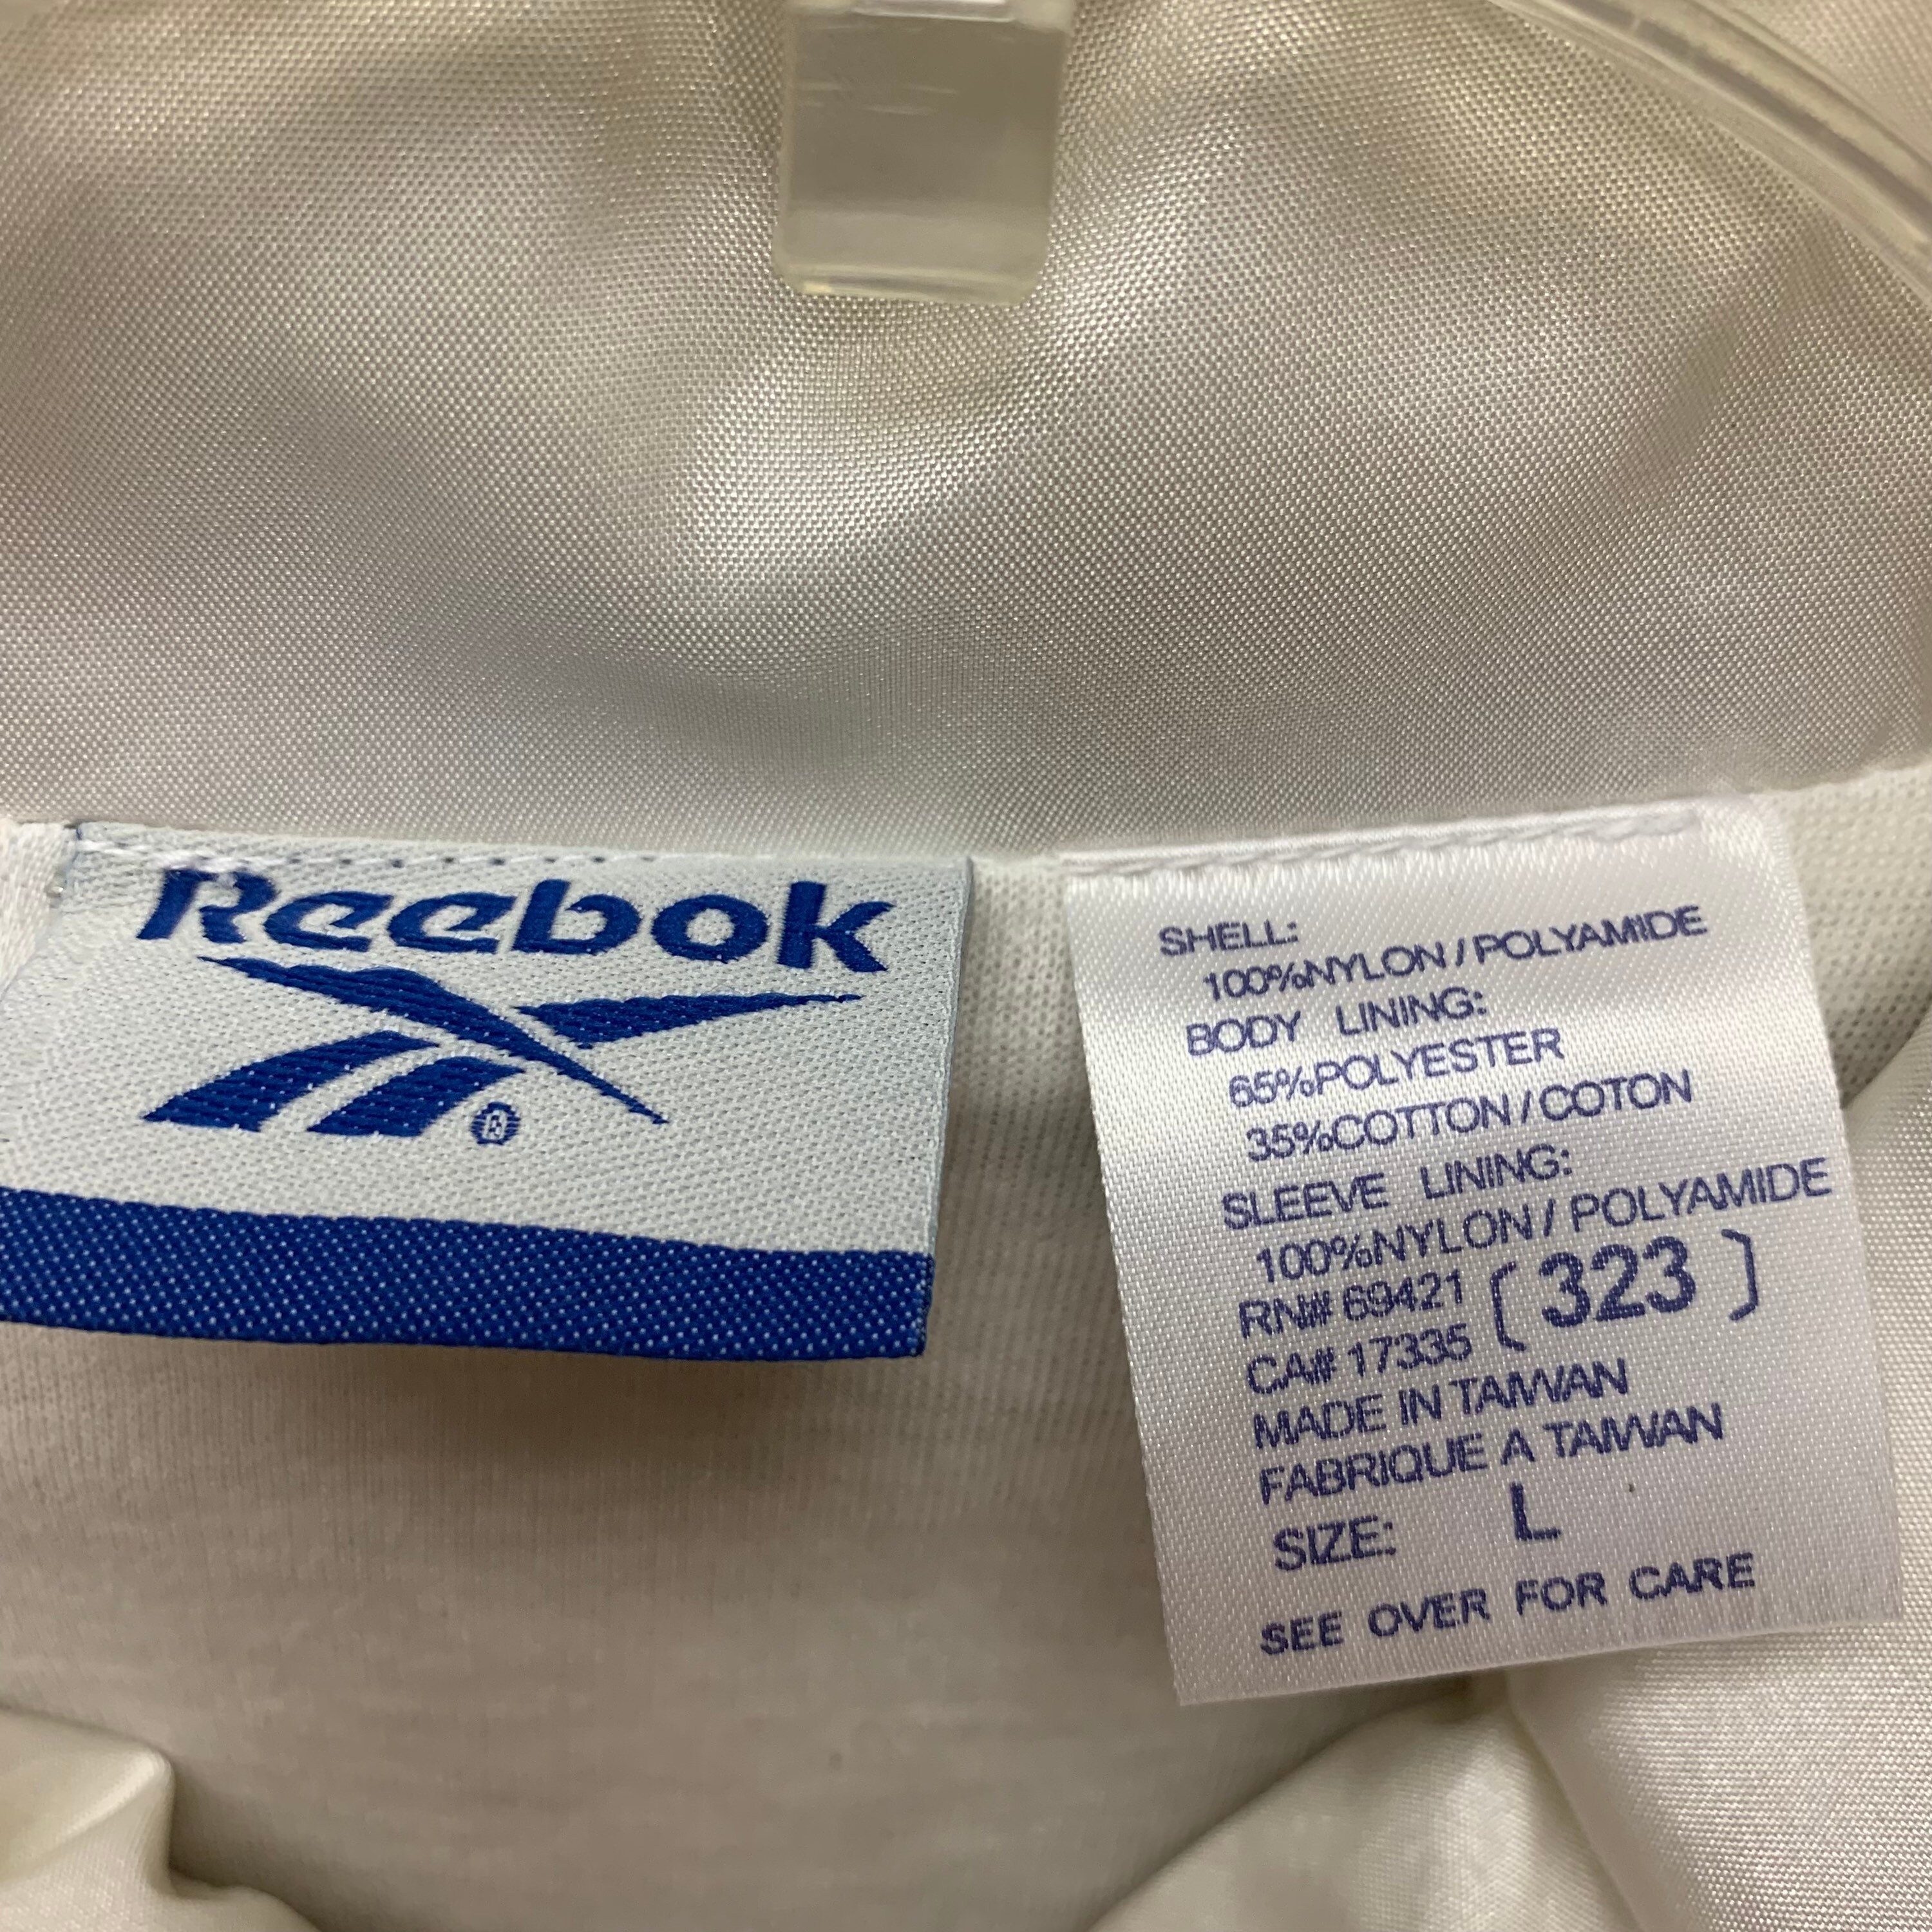 Reebok
®
SHELL:
100%NYLON/POLYAMIDE
BODY LINING:
65%POLYESTER
35%COTTON/COTON
SLEEVE LINING:
100%NYLON/POLYAMIDE
RN# 69421 (323)
CA# 17335
MADE IN TAIWAN
FABRIQUE A TAIWAN
SIZE: L
SEE OVER FOR CARE